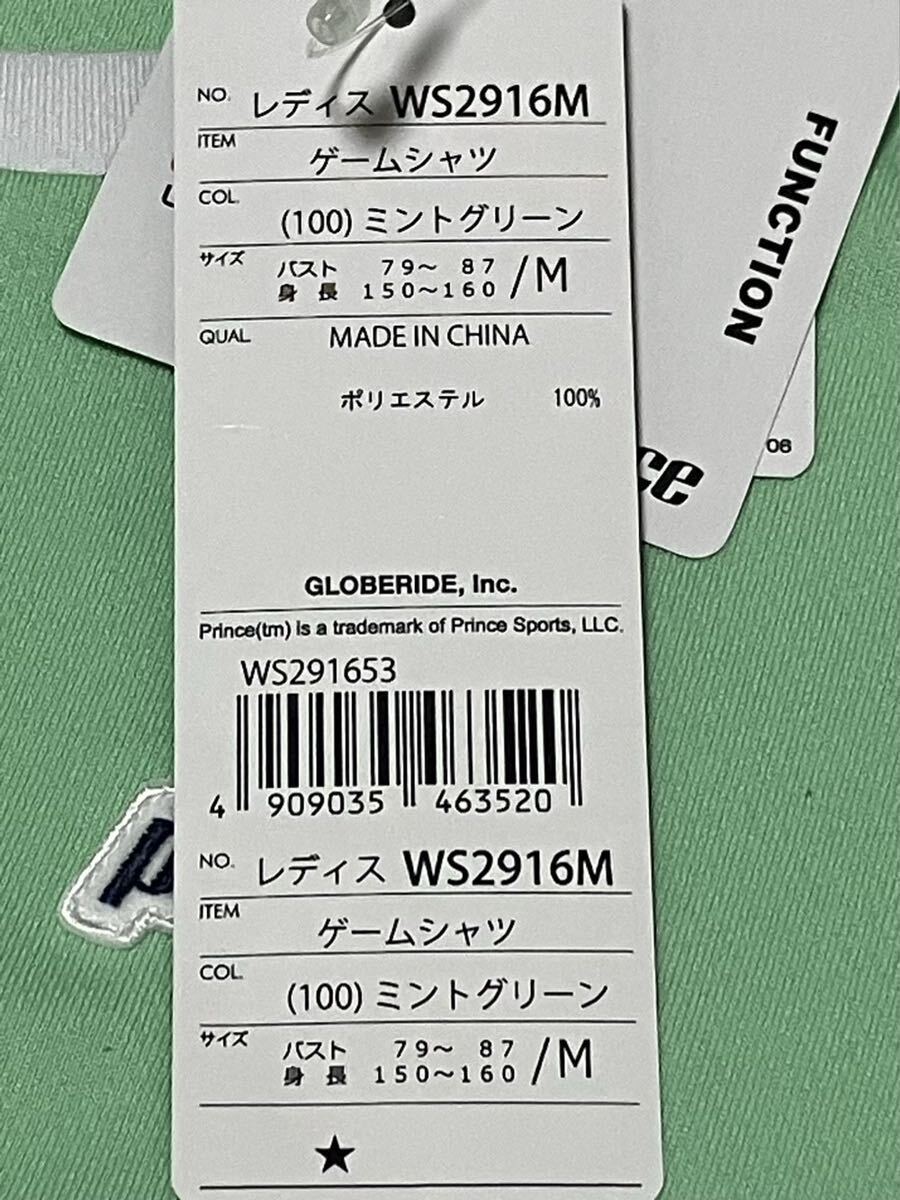 NO. レディス WS2916M
ITEM
ゲームシャツ
COL.
(100) ミントグリーン
サイズ バスト 79～ 87 /M
身 長 150～160
QUAL MADE IN CHINA
ポリエステル 100%
GLOBERIDE, Inc.
Prince(tm) is a trademark of Prince Sports, LLC.
WS291653
4 909035 463520
NO. レディス WS2916M
ITEM
ゲームシャツ
COL.
(100) ミントグリーン
サイズ バスト 79～ 87 /M
身 長 150～160
★
FUNCTION
ce
06
p